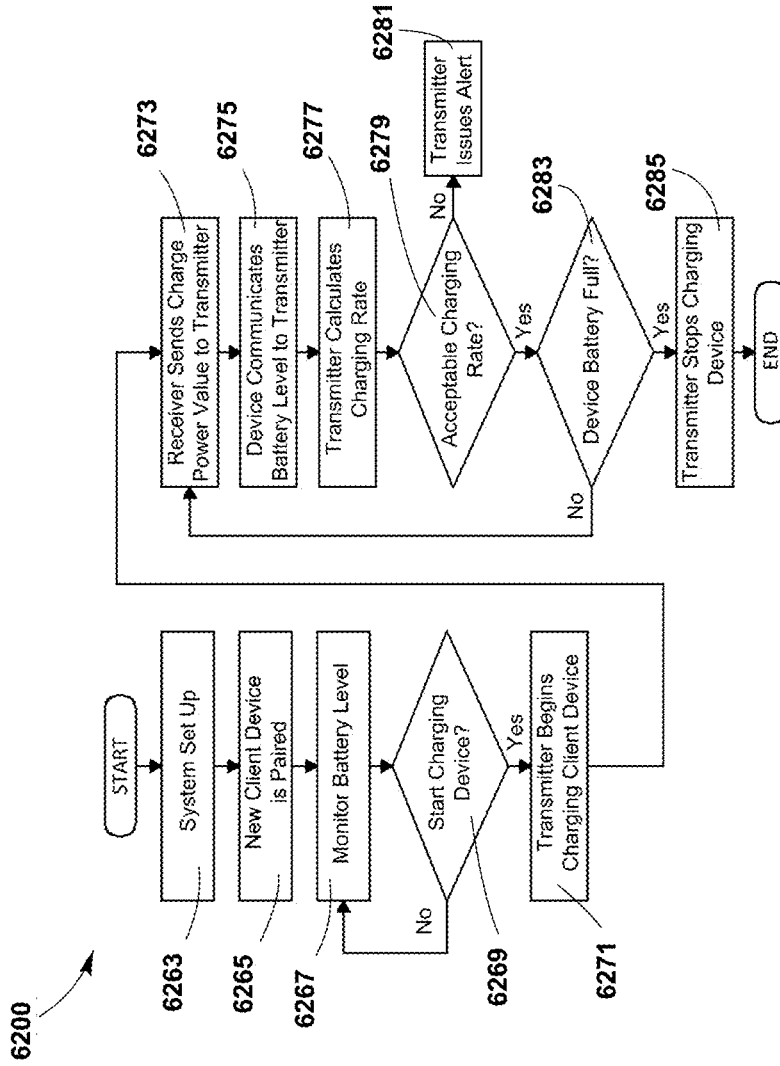 6200
START
6263
System Set Up
6265
New Client Device
is Paired
6267
Monitor Battery Level
6269
Start Charging
Device?
No
Yes
6271
Transmitter Begins
Charging Client Device
6273
Receiver Sends Charge
Power Value to Transmitter
6275
Device Communicates
Battery Level to Transmitter
6277
Transmitter Calculates
Charging Rate
6279
Acceptable Charging
Rate?
No
6281
Transmitter
Issues Alert
Yes
6283
Device Battery Full?
No
Yes
6285
Transmitter Stops Charging
Device
END